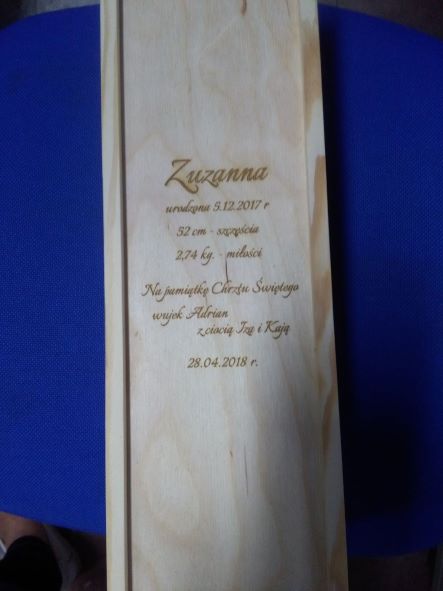 Zuzanna
urodzona 5.12.2017 r
52 cm - szczęścia
2,74 kg. - miłości
Na pamiątkę Chrztu Świętego
wujek Adrian
z ciocią Izą i Kają
28.04.2018 r.